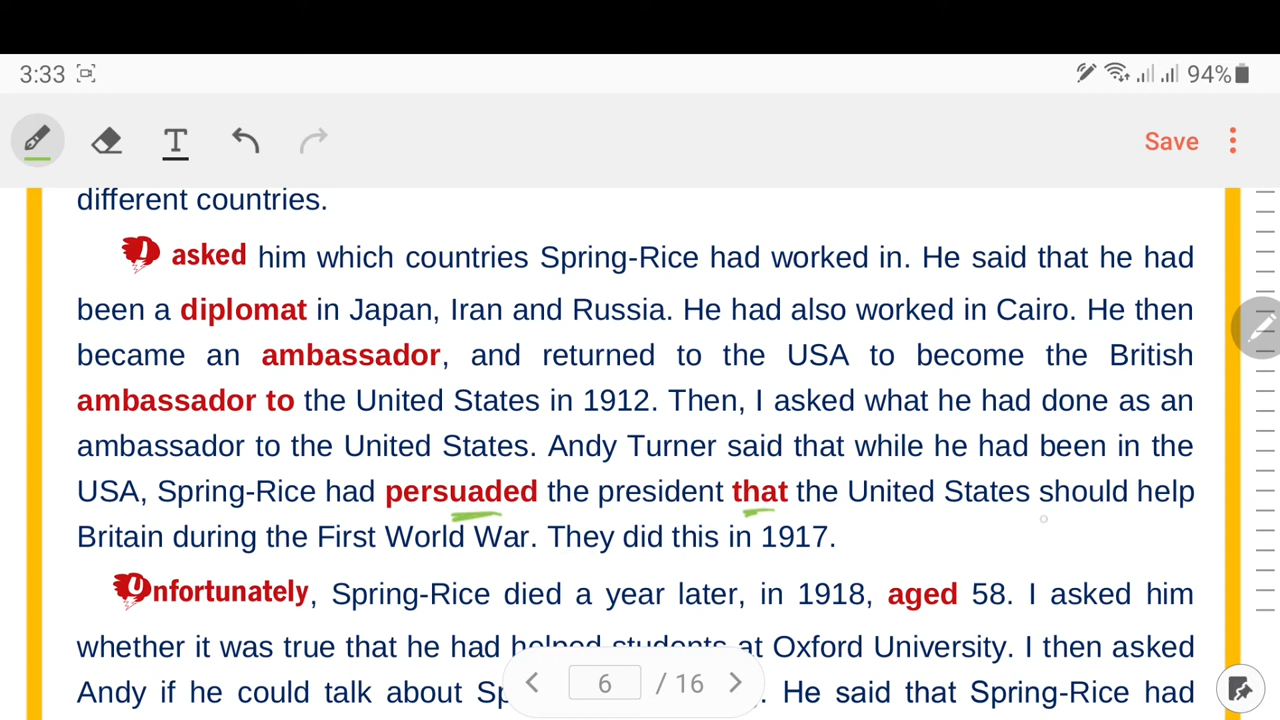 3:33
94%
T
Save
different countries.
I asked him which countries Spring-Rice had worked in. He said that he had
been a diplomat in Japan, Iran and Russia. He had also worked in Cairo. He then
became an ambassador, and returned to the USA to become the British
ambassador to the United States in 1912. Then, I asked what he had done as an
ambassador to the United States. Andy Turner said that while he had been in the
USA, Spring-Rice had persuaded the president that the United States should help
Britain during the First World War. They did this in 1917.
Unfortunately, Spring-Rice died a year later, in 1918, aged 58. I asked him
whether it was true that he had helped students at Oxford University. I then asked
Andy if he could talk about He said that Spring-Rice had
6 / 16